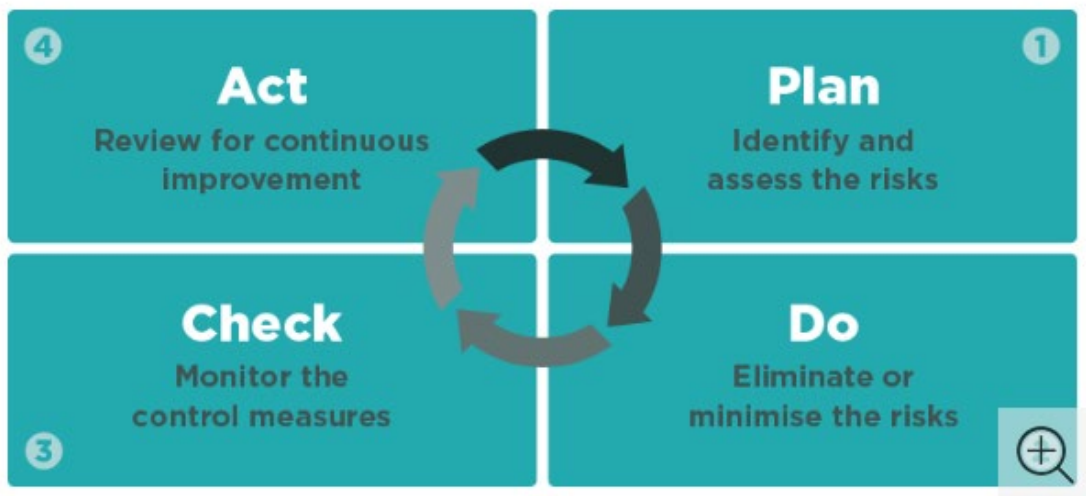 4
Act
Review for continuous
improvement
1
Plan
Identify and
assess the risks
Check
Monitor the
control measures
3
Do
Eliminate or
minimise the risks